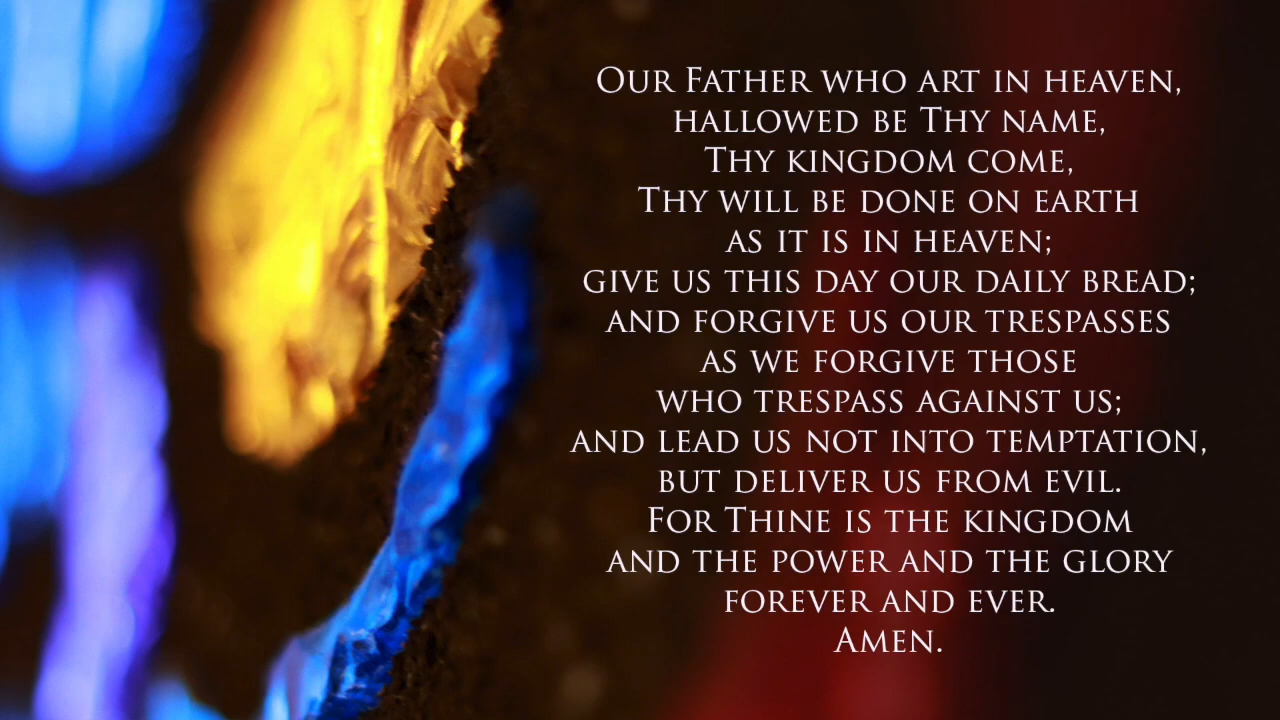 Our Father who art in heaven,
hallowed be Thy name,
Thy kingdom come,
Thy will be done on earth
as it is in heaven;
give us this day our daily bread;
and forgive us our trespasses
as we forgive those
who trespass against us;
and lead us not into temptation,
but deliver us from evil.
For Thine is the kingdom
and the power and the glory
forever and ever.
Amen.